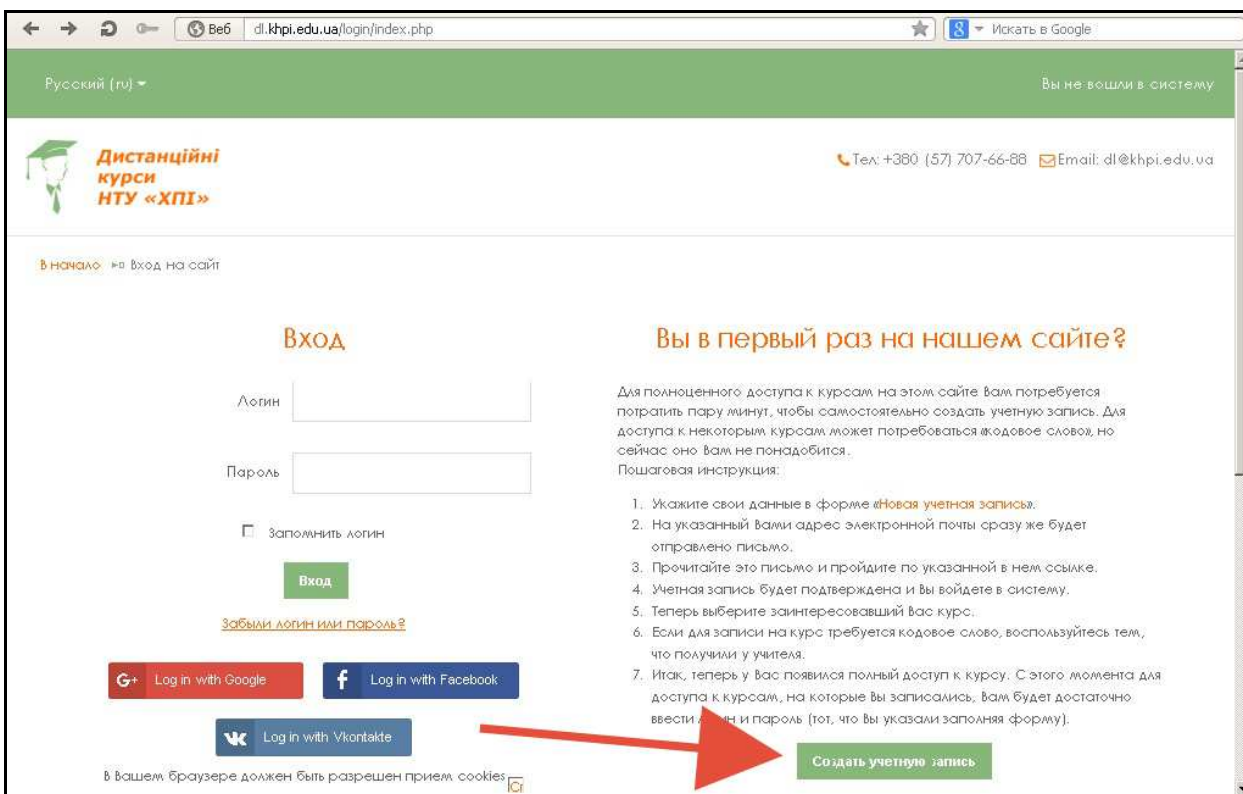 Веб dl.khpi.edu.ua/login/index.php Искать в Google
Русский (ru) Вы не вошли в систему
Дистанційні
курси
НТУ «ХПІ»
Тел: +380 (57) 707-66-88 Email: dl@khpi.edu.ua
В начало Вход на сайт
Вход
Логин
Пароль
Запомнить логин
Вход
Забыли логин или пароль?
G+ Log in with Google
f Log in with Facebook
Log in with Vkontakte
В Вашем браузере должен быть разрешен прием cookies
Вы в первый раз на нашем сайте?
Для полноценного доступа к курсам на этом сайте Вам потребуется
потратить пару минут, чтобы самостоятельно создать учетную запись. Для
доступа к некоторым курсам может потребоваться «кодовое слово», но
сейчас оно Вам не понадобится.
Пошаговая инструкция:
1. Укажите свои данные в форме «Новая учетная запись».
2. На указанный Вами адрес электронной почты сразу же будет
отправлено письмо.
3. Прочитайте это письмо и пройдите по указанной в нем ссылке.
4. Учетная запись будет подтверждена и Вы войдете в систему.
5. Теперь выберите заинтересовавший Вас курс.
6. Если для записи на курс требуется кодовое слово, воспользуйтесь тем,
что получили у учителя.
7. Итак, теперь у Вас появился полный доступ к курсу. С этого момента для
доступа к курсам, на которые Вы записались, Вам будет достаточно
ввести логин и пароль (тот, что Вы указали заполняя форму).
Создать учетную запись